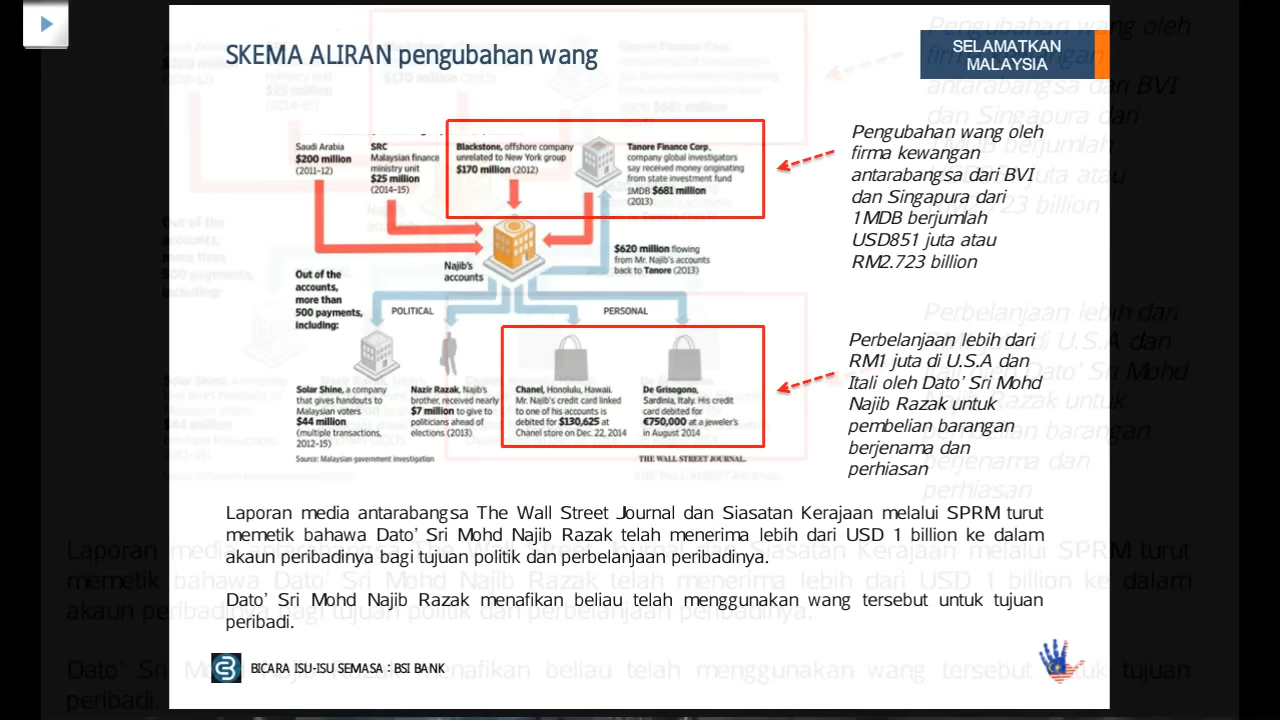 SKEMA ALIRAN pengubahan wang
SELAMATKAN
MALAYSIA
Saudi Arabia
$200 million
(2011–12)
SRC
Malaysian finance
ministry unit
$25 million
(2014-15)
Blackstone, offshore company
unrelated to New York group
$170 million (2012)
Tanore Finance Corp.,
company global investigators
say received money originating
from state investment fund
1MDB $681 million
(2013)
Pengubahan wang oleh
firma kewangan
antarabangsa dari BVI
dan Singapura dari
1MDB berjumlah
USD851 juta atau
RM2.723 billion
Najib's
accounts
$620 million flowing
from Mr. Najib's accounts
back to Tanore (2013)
Out of the
accounts,
more than
500 payments,
including:
POLITICAL
PERSONAL
Solar Shine, a company
that gives handouts to
Malaysian voters
$44 million
(multiple transactions,
2012–15)
Nazir Razak, Najib's
brother, received nearly
$7 million to give to
politicians ahead of
elections (2013)
Chanel, Honolulu, Hawaii.
Mr. Najib's credit card linked
to one of his accounts is
debited for $130,625 at
Chanel store on Dec. 22, 2014
De Grisogono,
Sardinia, Italy. His credit
card debited for
€750,000 at a jeweler's
in August 2014
Source: Malaysian government investigation
THE WALL STREET JOURNAL.
Perbelanjaan lebih dari
RM1 juta di U.S.A dan
Itali oleh Dato' Sri Mohd
Najib Razak untuk
pembelian barangan
berjenama dan
perhiasan
Laporan media antarabangsa The Wall Street Journal dan Siasatan Kerajaan melalui SPRM turut
memetik bahawa Dato' Sri Mohd Najib Razak telah menerima lebih dari USD 1 billion ke dalam
akaun peribadinya bagi tujuan politik dan perbelanjaan peribadinya.
Dato' Sri Mohd Najib Razak menafikan beliau telah menggunakan wang tersebut untuk tujuan
peribadi.
BICARA ISU-ISU SEMASA : BSI BANK